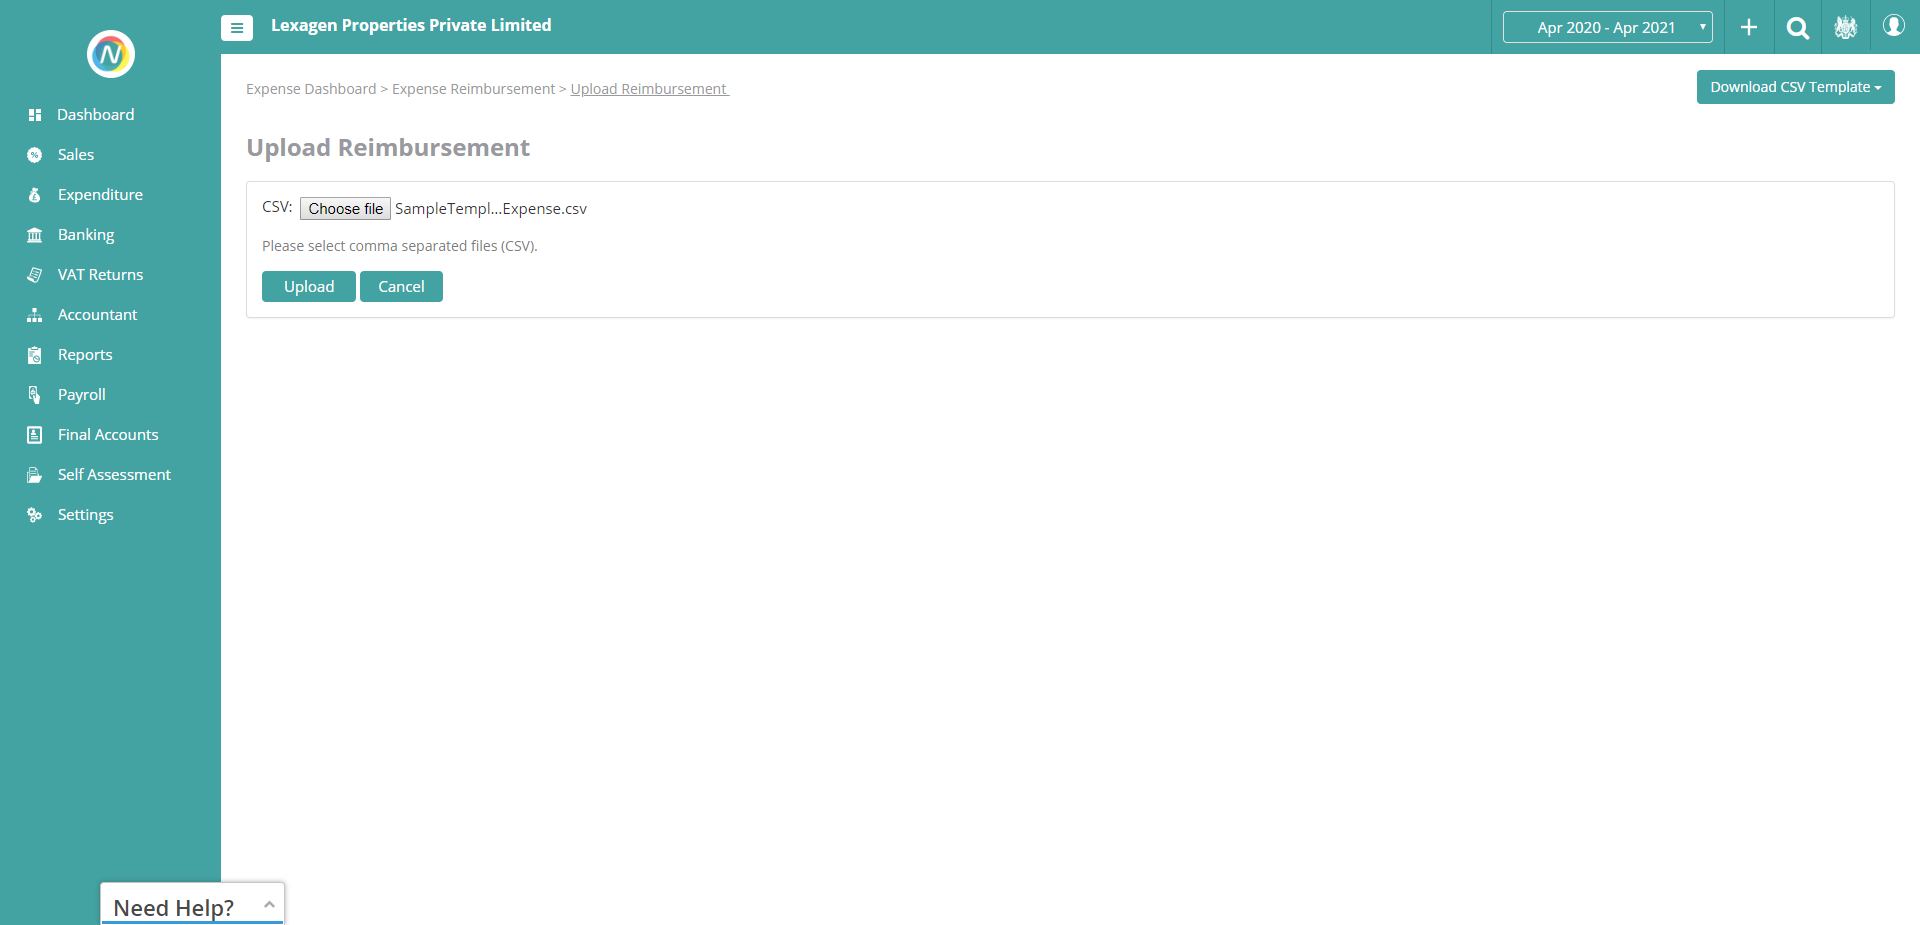 Lexagen Properties Private Limited
Apr 2020 - Apr 2021
N
Dashboard
Sales
Expenditure
Banking
VAT Returns
Accountant
Reports
Payroll
Final Accounts
Self Assessment
Settings
Expense Dashboard > Expense Reimbursement > Upload Reimbursement
Download CSV Template
Upload Reimbursement
CSV: Choose file SampleTempl...Expense.csv
Please select comma separated files (CSV).
Upload Cancel
Need Help?